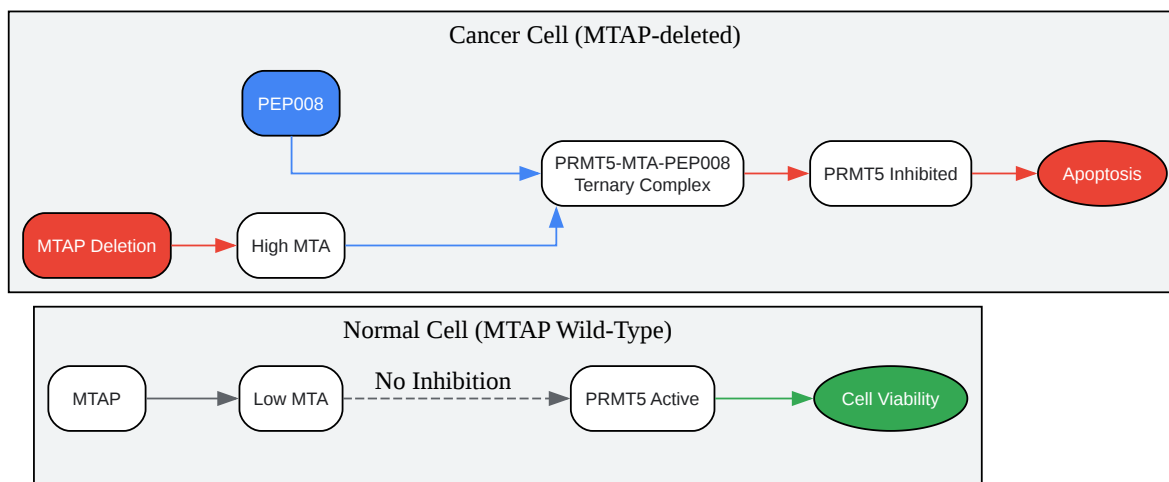 Cancer Cell (MTAP-deleted)
PEP008
PRMT5-MTA-PEP008
Ternary Complex
PRMT5 Inhibited
Apoptosis
MTAP Deletion
High MTA
Normal Cell (MTAP Wild-Type)
MTAP
Low MTA
No Inhibition
PRMT5 Active
Cell Viability